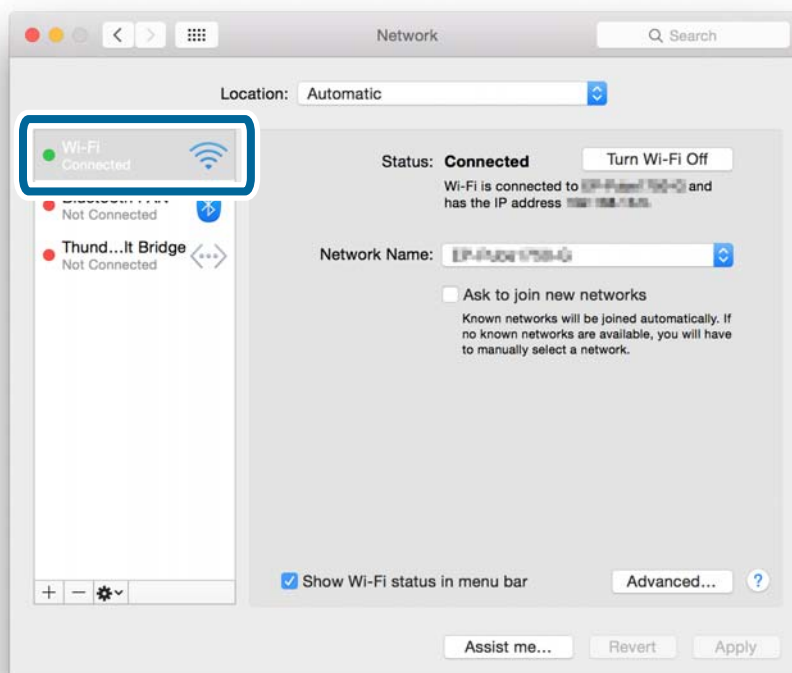 Network
Search
Location: Automatic
Wi-Fi
Connected
Not Connected
Thund...lt Bridge
Not Connected
Status: Connected
Turn Wi-Fi Off
Wi-Fi is connected to and
has the IP address
Network Name:
Ask to join new networks
Known networks will be joined automatically. If
no known networks are available, you will have
to manually select a network.
Show Wi-Fi status in menu bar
Advanced...
?
Assist me...
Revert
Apply